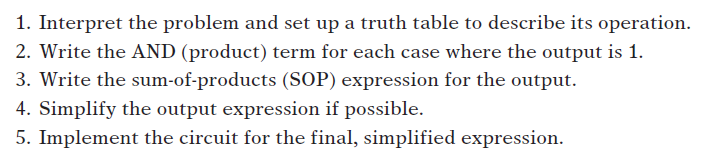 1. Interpret the problem and set up a truth table to describe its operation.
2. Write the AND (product) term for each case where the output is 1.
3. Write the sum-of-products (SOP) expression for the output.
4. Simplify the output expression if possible.
5. Implement the circuit for the final, simplified expression.